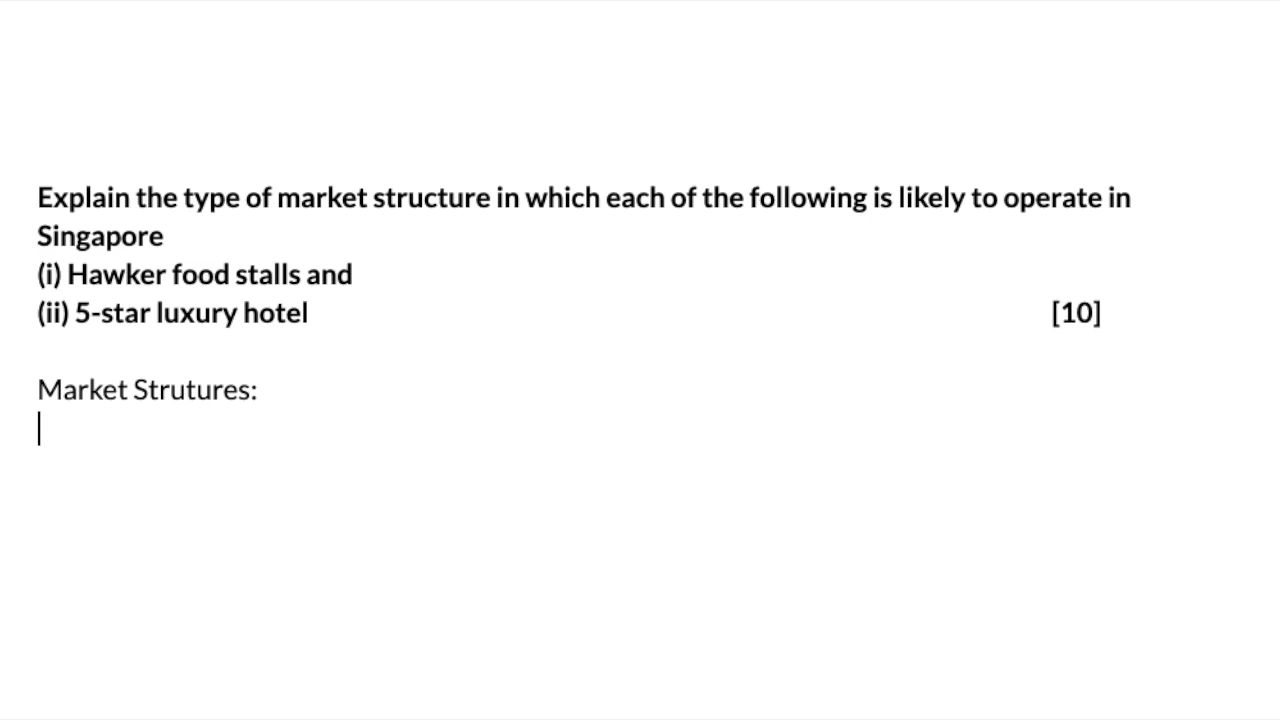 Explain the type of market structure in which each of the following is likely to operate in
Singapore
(i) Hawker food stalls and
(ii) 5-star luxury hotel [10]
Market Strutures: